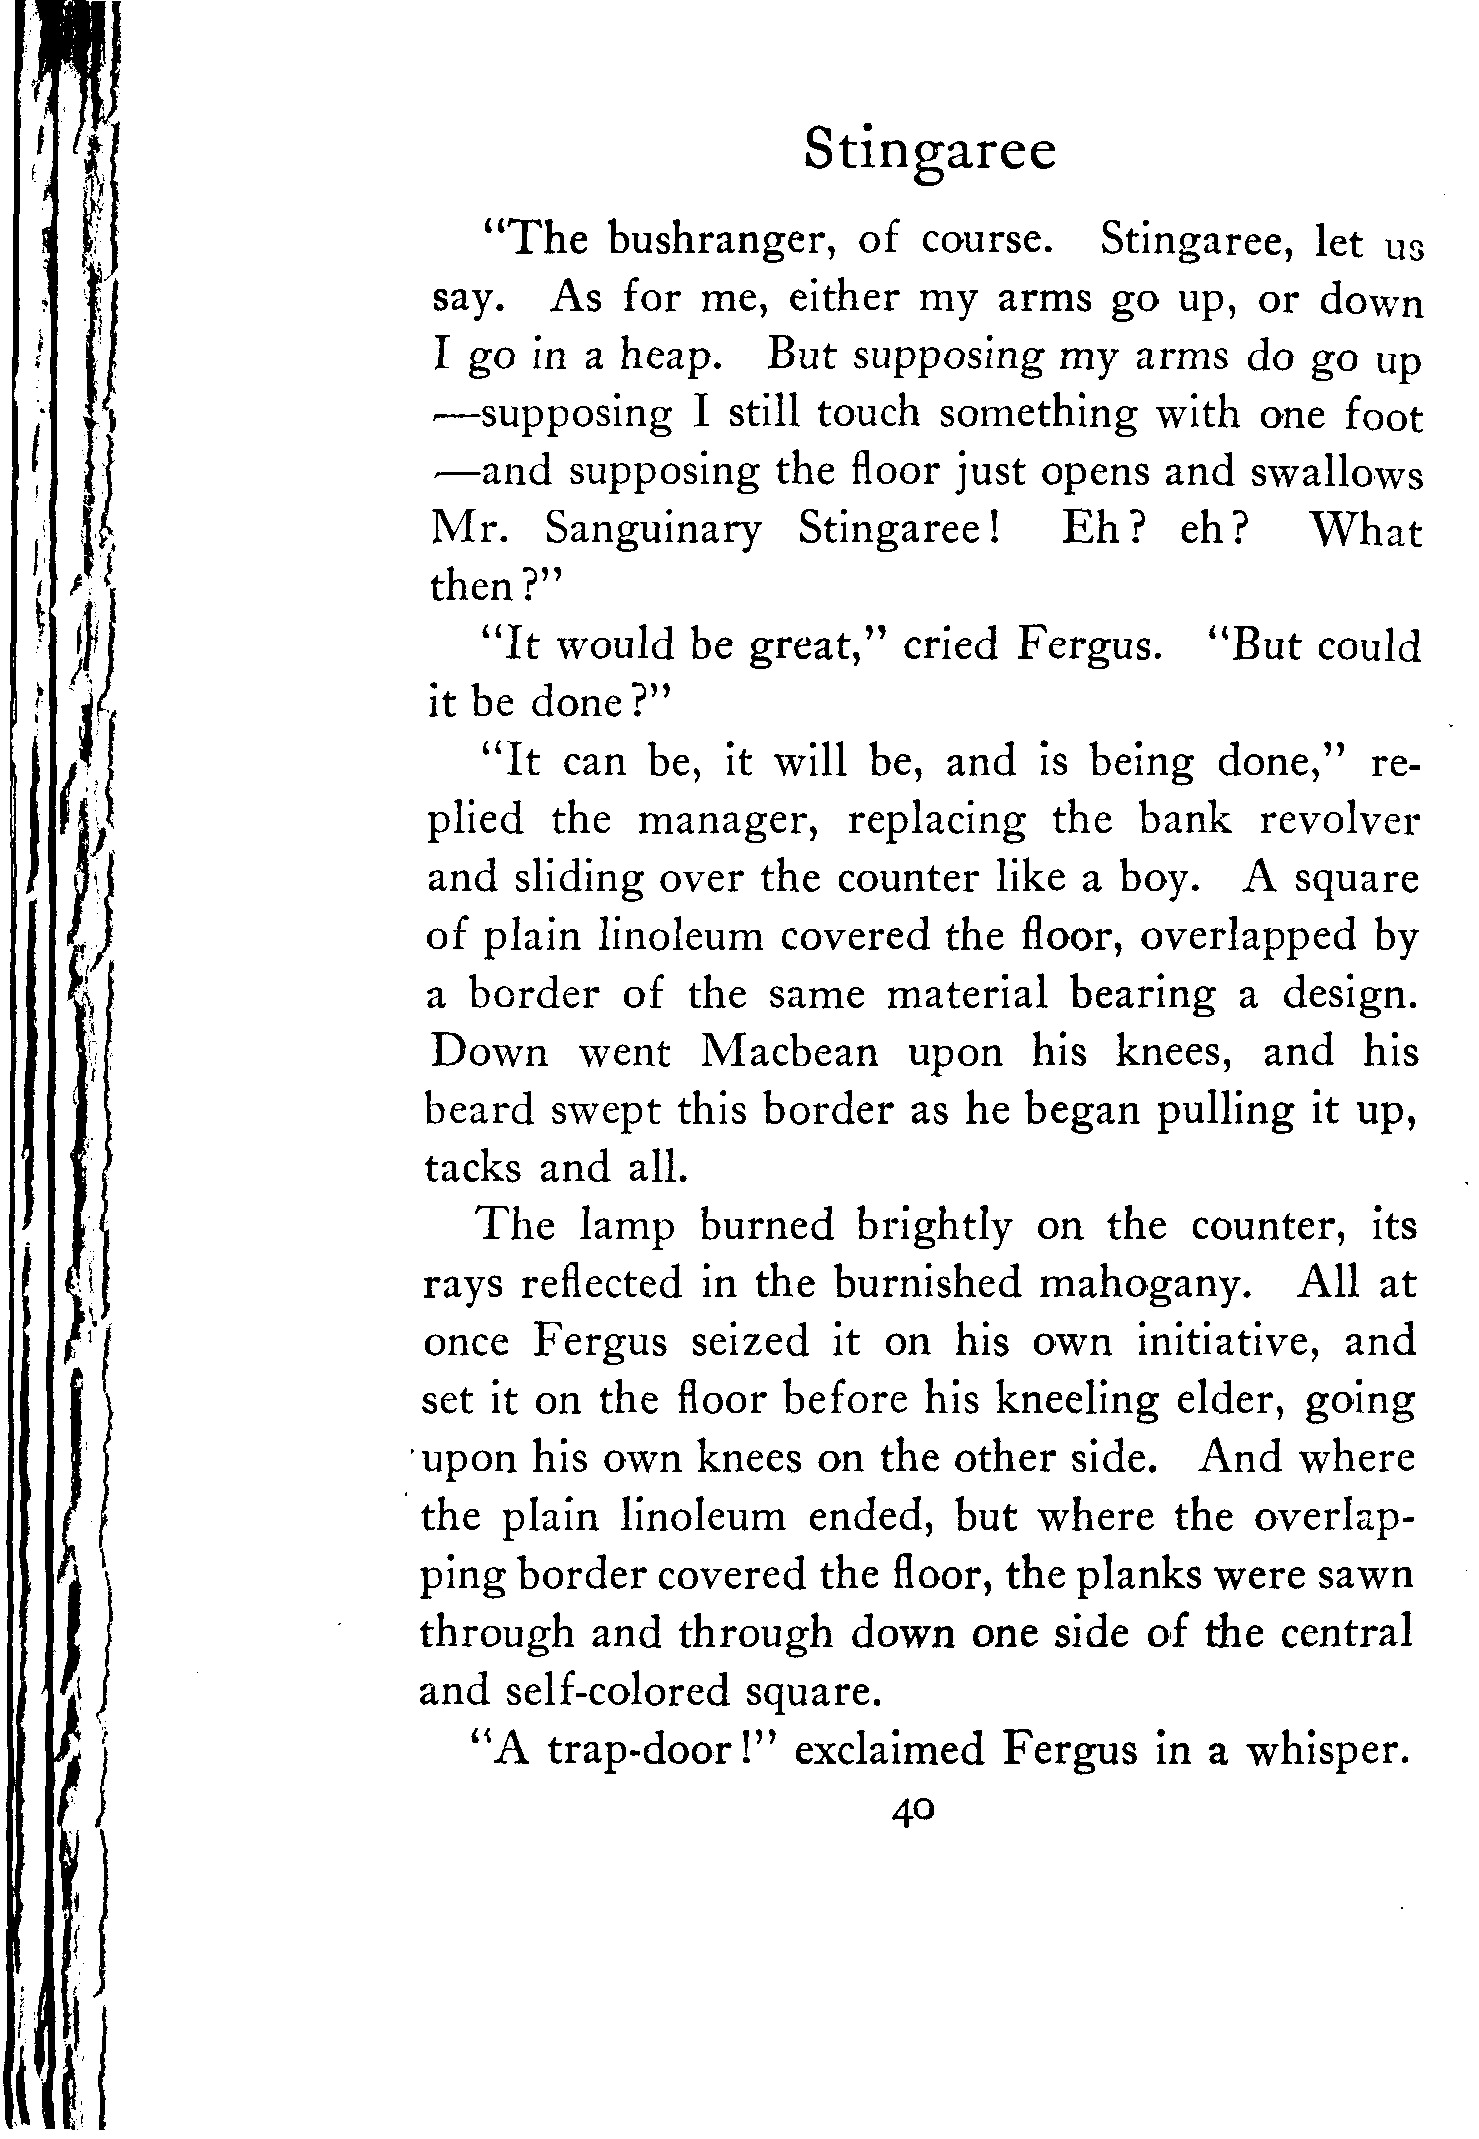 Stingaree
"The bushranger, of course. Stingaree, let us
say. As for me, either my arms go up, or down
I go in a heap. But supposing my arms do go up
—supposing I still touch something with one foot
—and supposing the floor just opens and swallows
Mr. Sanguinary Stingaree! Eh? eh? What
then?"
"It would be great," cried Fergus. "But could
it be done?"
"It can be, it will be, and is being done," re-
plied the manager, replacing the bank revolver
and sliding over the counter like a boy. A square
of plain linoleum covered the floor, overlapped by
a border of the same material bearing a design.
Down went Macbean upon his knees, and his
beard swept this border as he began pulling it up,
tacks and all.
The lamp burned brightly on the counter, its
rays reflected in the burnished mahogany. All at
once Fergus seized it on his own initiative, and
set it on the floor before his kneeling elder, going
upon his own knees on the other side. And where
the plain linoleum ended, but where the overlap-
ping border covered the floor, the planks were sawn
through and through down one side of the central
and self-colored square.
"A trap-door!" exclaimed Fergus in a whisper.
40